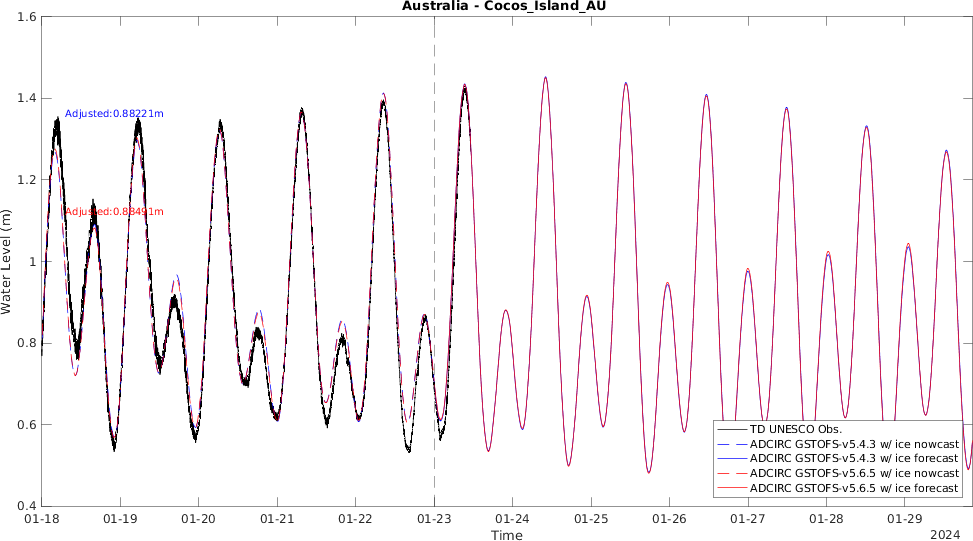 Australia - Cocos_Island_AU
Water Level (m)
1.6
1.4
1.2
1
0.8
0.6
0.4
Adjusted:0.88221m
Adjusted:0.88491m
TD UNESCO Obs.
ADCIRC GSTOFS-v5.4.3 w/ ice nowcast
ADCIRC GSTOFS-v5.4.3 w/ ice forecast
ADCIRC GSTOFS-v5.6.5 w/ ice nowcast
ADCIRC GSTOFS-v5.6.5 w/ ice forecast
01-18 01-19 01-20 01-21 01-22 01-23 01-24 01-25 01-26 01-27 01-28 01-29
Time
2024